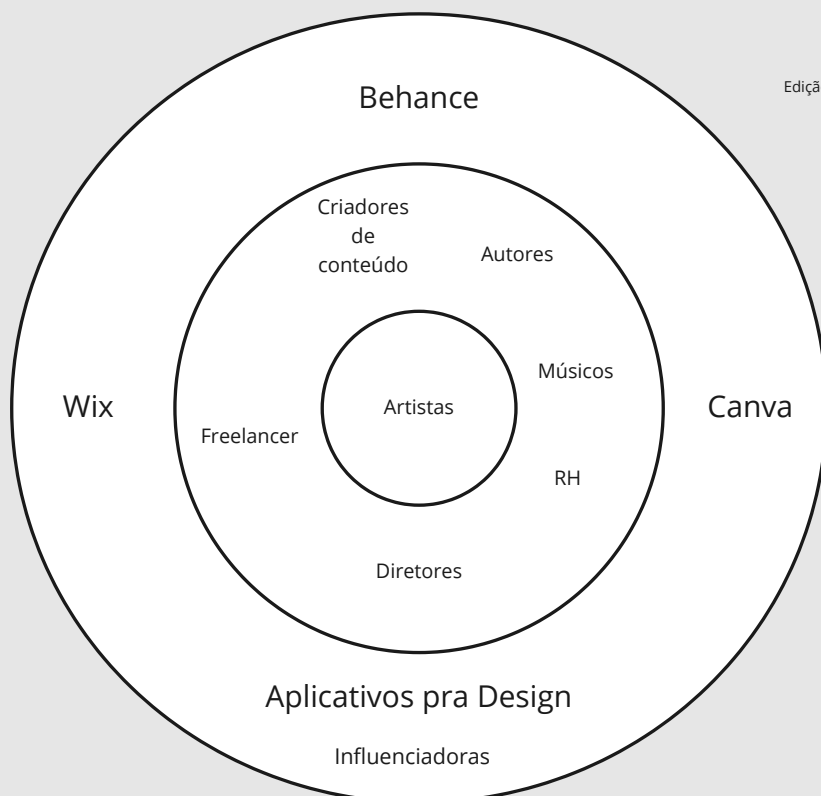 Behance
Edição
Criadores
de
conteúdo
Autores
Músicos
Wix
Artistas
Canva
Freelancer
RH
Diretores
Aplicativos pra Design
Influenciadoras